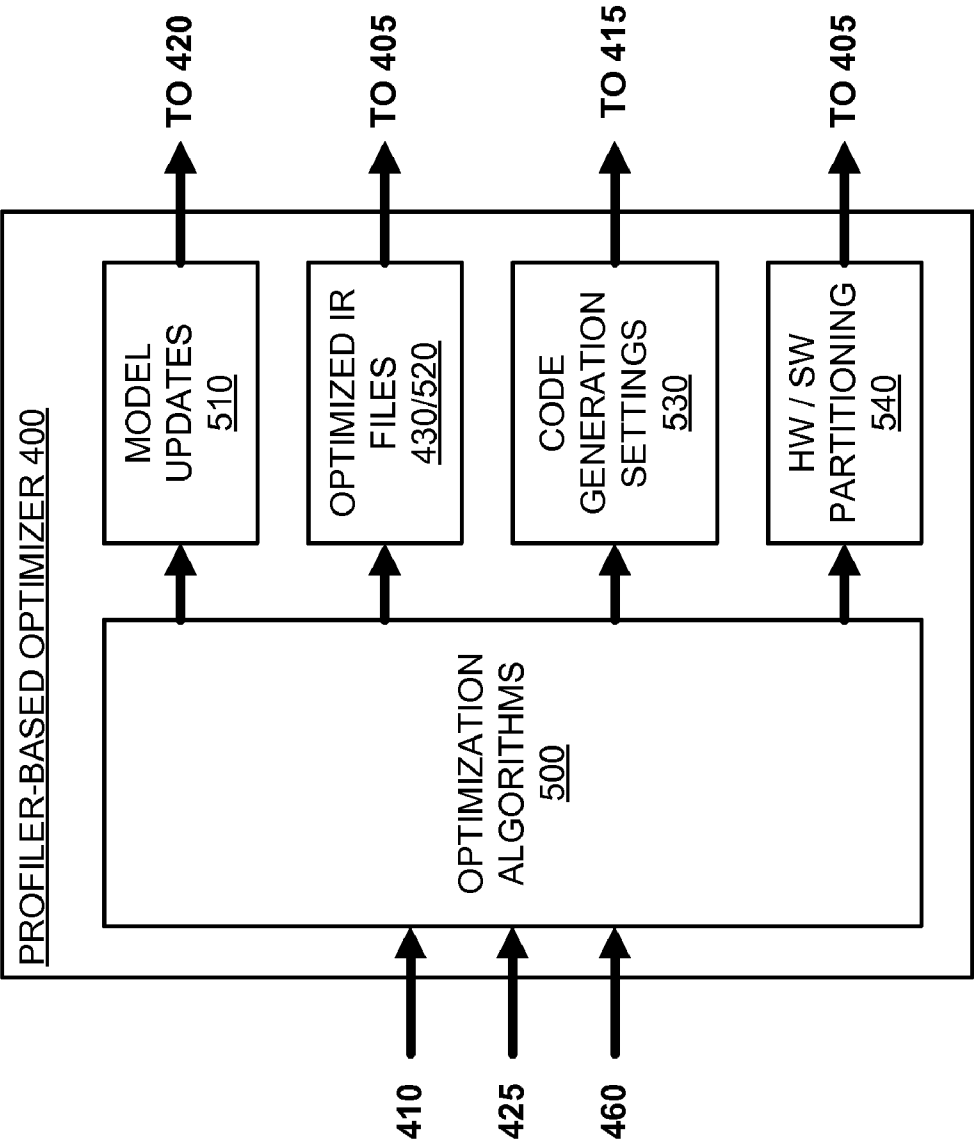 PROFILER-BASED OPTIMIZER 400
410
425
460
OPTIMIZATION
ALGORITHMS
500
MODEL
UPDATES
510
TO 420
OPTIMIZED IR
FILES
430/520
TO 405
CODE
GENERATION
SETTINGS
530
TO 415
HW / SW
PARTITIONING
540
TO 405